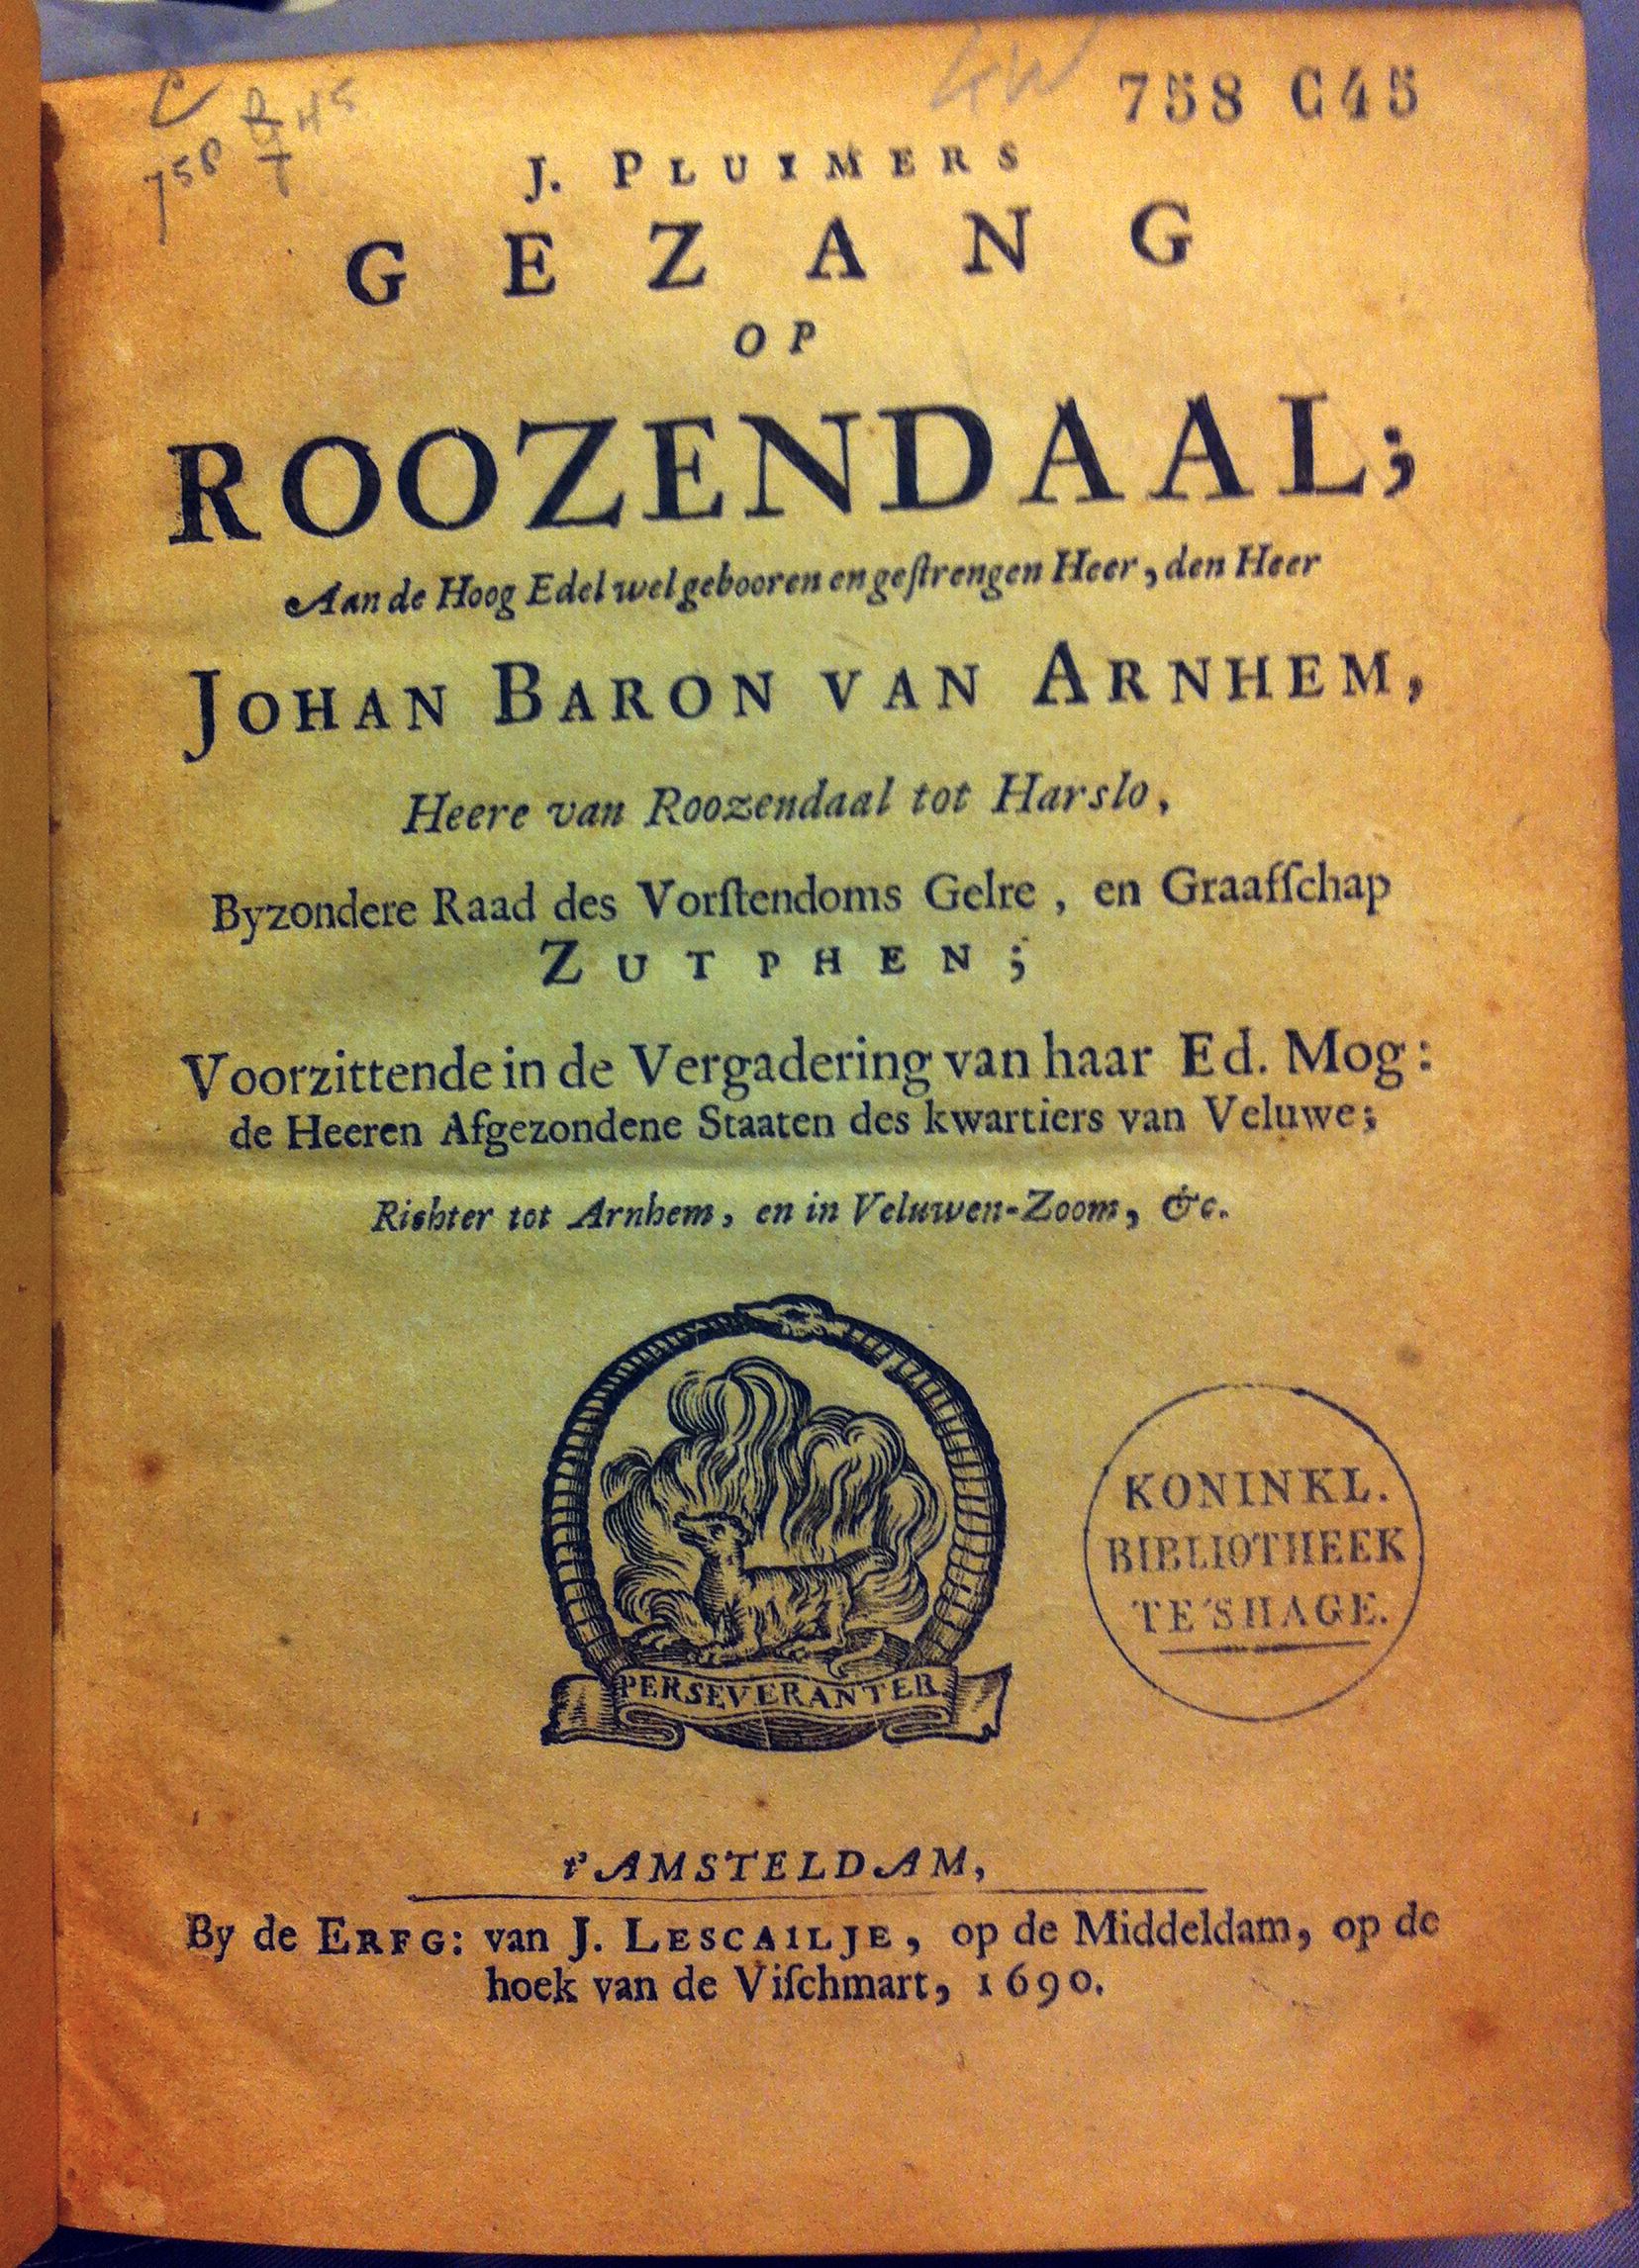 758 C45
J. PLUIMERS
GEZANG
OP
ROOZENDAAL;
Aan de Hoog Edel welgebooren en geſtrengen Heer, den Heer
JOHAN BARON VAN ARNHEM,
Heere van Roozendaal tot Harslo,
Byzondere Raad des Vorſtendoms Gelre, en Graafſchap
ZUTPHEN;
Voorzittende in de Vergadering van haar Ed. Mog:
de Heeren Afgezondene Staaten des kwartiers van Veluwe;
Richter tot Arnhem, en in Veluwen-Zoom, &c.
PERSEVERANTER
KONINKL.
BIBLIOTHEEK
TE'SHAGE.
t'AMSTELDAM,
By de ERFG: van J. LESCAILJE, op de Middeldam, op de
hoek van de Viſchmart, 1690.